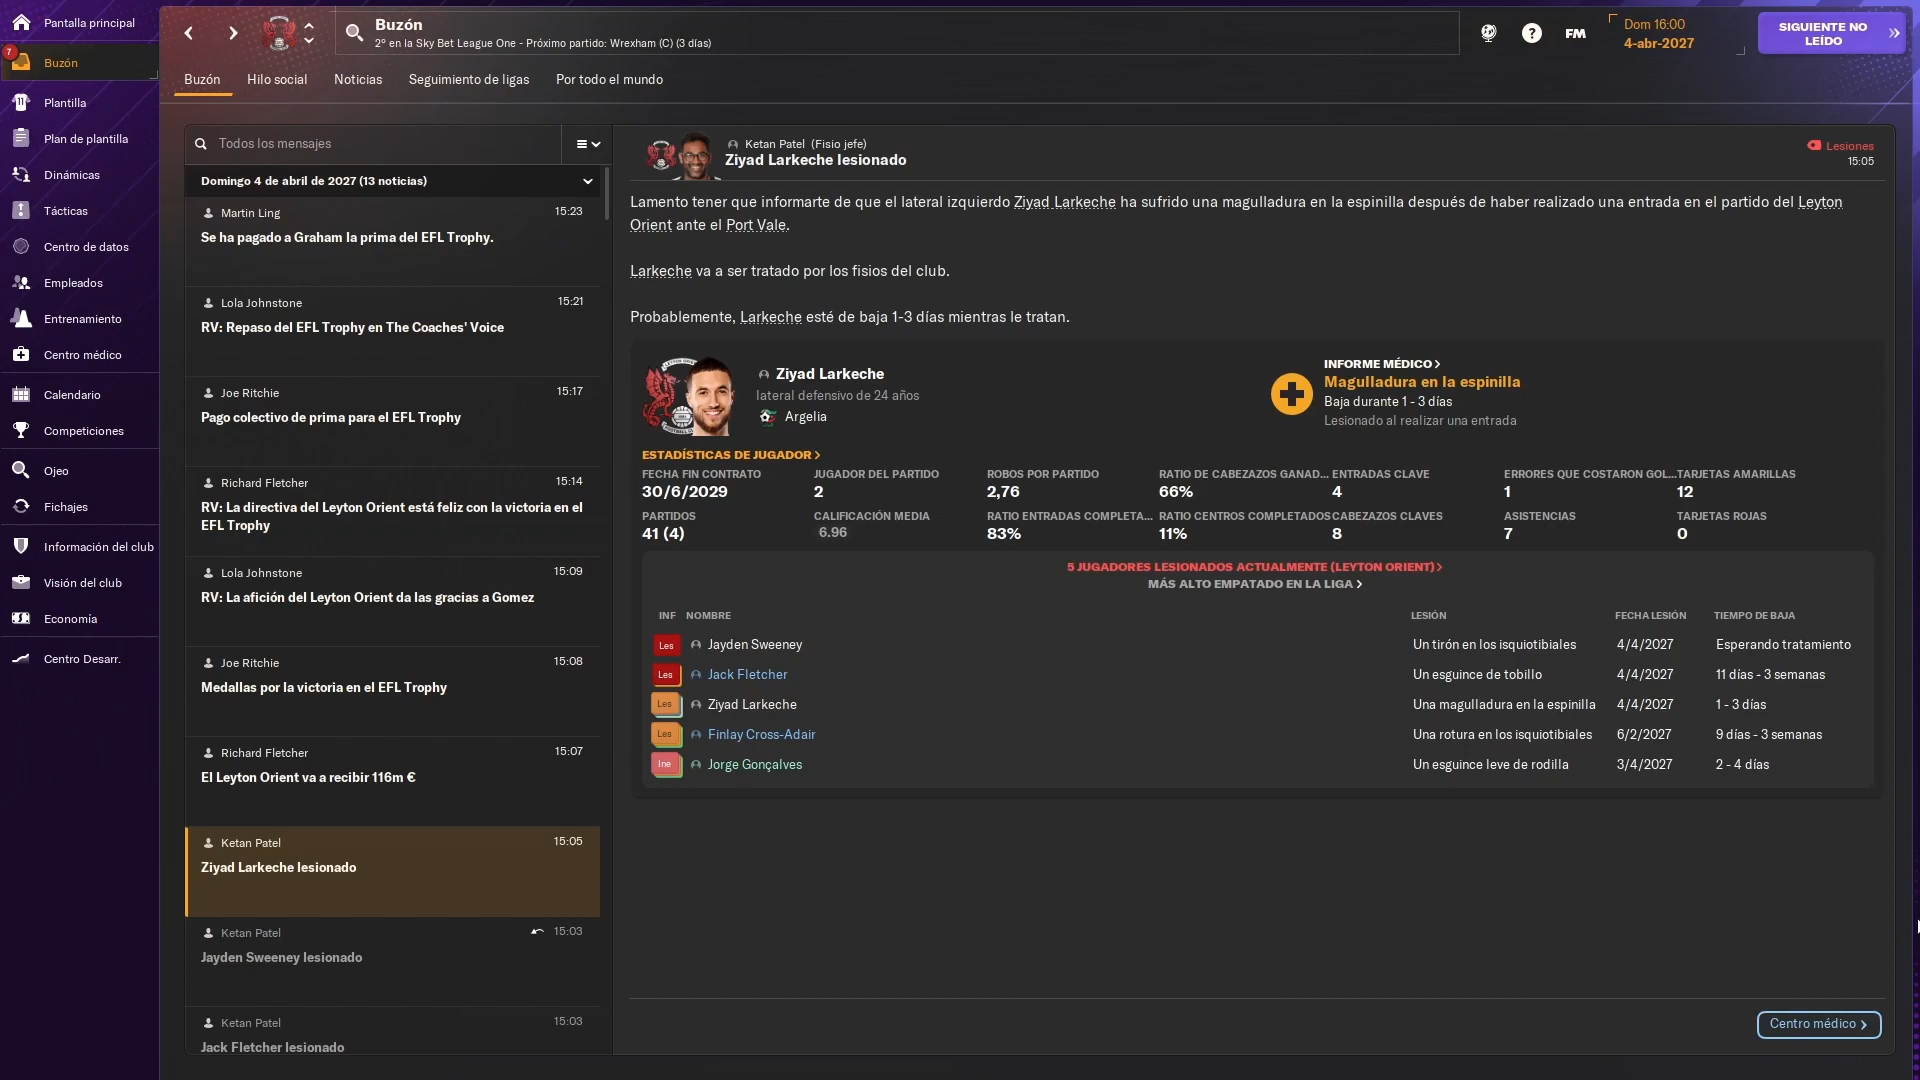 Pantalla principal
7
Buzón
Plantilla
Plan de plantilla
Dinámicas
Tácticas
Centro de datos
Empleados
Entrenamiento
Centro médico
Calendario
Competiciones
Ojeo
Fichajes
Información del club
Visión del club
Economía
Centro Desarr.
Buzón
2º en la Sky Bet League One - Próximo partido: Wrexham (C) (3 días)
?
FM
Dom 16:00
4-abr-2027
SIGUIENTE NO
LEÍDO
Buzón
Hilo social
Noticias
Seguimiento de ligas
Por todo el mundo
Todos los mensajes
Domingo 4 de abril de 2027 (13 noticias)
Martin Ling 15:23
Se ha pagado a Graham la prima del EFL Trophy.
Lola Johnstone 15:21
RV: Repaso del EFL Trophy en The Coaches' Voice
Joe Ritchie 15:17
Pago colectivo de prima para el EFL Trophy
Richard Fletcher 15:14
RV: La directiva del Leyton Orient está feliz con la victoria en el
EFL Trophy
Lola Johnstone 15:09
RV: La afición del Leyton Orient da las gracias a Gomez
Joe Ritchie 15:08
Medallas por la victoria en el EFL Trophy
Richard Fletcher 15:07
El Leyton Orient va a recibir 116m €
Ketan Patel 15:05
Ziyad Larkeche lesionado
Ketan Patel 15:03
Jayden Sweeney lesionado
Ketan Patel 15:03
Jack Fletcher lesionado
Ketan Patel (Fisio jefe)
Ziyad Larkeche lesionado
Lesiones
15:05
Lamento tener que informarte de que el lateral izquierdo Ziyad Larkeche ha sufrido una magulladura en la espinilla después de haber realizado una entrada en el partido del Leyton
Orient ante el Port Vale.
Larkeche va a ser tratado por los fisios del club.
Probablemente, Larkeche esté de baja 1-3 días mientras le tratan.
Ziyad Larkeche
lateral defensivo de 24 años
Argelia
INFORME MÉDICO
Magulladura en la espinilla
Baja durante 1 - 3 días
Lesionado al realizar una entrada
ESTADÍSTICAS DE JUGADOR
FECHA FIN CONTRATO JUGADOR DEL PARTIDO ROBOS POR PARTIDO RATIO DE CABEZAZOS GANAD... ENTRADAS CLAVE ERRORES QUE COSTARON GOL... TARJETAS AMARILLAS
30/6/2029 2 2,76 66% 4 1 12
PARTIDOS CALIFICACIÓN MEDIA RATIO ENTRADAS COMPLETA... RATIO CENTROS COMPLETADOS CABEZAZOS CLAVES ASISTENCIAS TARJETAS ROJAS
41 (4) 6.96 83% 11% 8 7 0
5 JUGADORES LESIONADOS ACTUALMENTE (LEYTON ORIENT)
MÁS ALTO EMPATADO EN LA LIGA
INF NOMBRE LESIÓN FECHA LESIÓN TIEMPO DE BAJA
Les Jayden Sweeney Un tirón en los isquiotibiales 4/4/2027 Esperando tratamiento
Les Jack Fletcher Un esguince de tobillo 4/4/2027 11 días - 3 semanas
Les Ziyad Larkeche Una magulladura en la espinilla 4/4/2027 1 - 3 días
Les Finlay Cross-Adair Una rotura en los isquiotibiales 6/2/2027 9 días - 3 semanas
Ine Jorge Gonçalves Un esguince leve de rodilla 3/4/2027 2 - 4 días
Centro médico